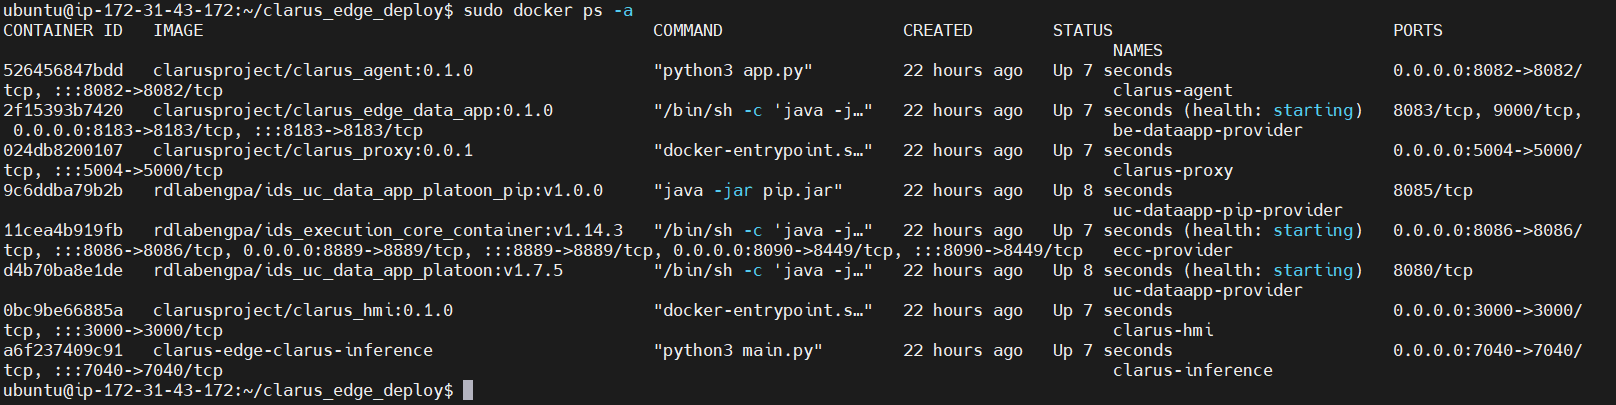 ubuntu@ip-172-31-43-172:~/clarus_edge_deploy$ sudo docker ps -a
CONTAINER ID   IMAGE                                             COMMAND                  CREATED        STATUS                            PORTS
                                                                                                               NAMES
526456847bdd   clarusproject/clarus_agent:0.1.0                  "python3 app.py"         22 hours ago   Up 7 seconds                      0.0.0.0:8082->8082/
tcp, :::8082->8082/tcp                                                                                         clarus-agent
2f15393b7420   clarusproject/clarus_edge_data_app:0.1.0          "/bin/sh -c 'java -j…"   22 hours ago   Up 7 seconds (health: starting)   8083/tcp, 9000/tcp,
 0.0.0.0:8183->8183/tcp, :::8183->8183/tcp                                                                     be-dataapp-provider
024db8200107   clarusproject/clarus_proxy:0.0.1                  "docker-entrypoint.s…"   22 hours ago   Up 7 seconds                      0.0.0.0:5004->5000/
tcp, :::5004->5000/tcp                                                                                         clarus-proxy
9c6ddba79b2b   rdlabengpa/ids_uc_data_app_platoon_pip:v1.0.0     "java -jar pip.jar"      22 hours ago   Up 8 seconds                      8085/tcp
                                                                                                               uc-dataapp-pip-provider
11cea4b919fb   rdlabengpa/ids_execution_core_container:v1.14.3   "/bin/sh -c 'java -j…"   22 hours ago   Up 7 seconds (health: starting)   0.0.0.0:8086->8086/
tcp, :::8086->8086/tcp, 0.0.0.0:8889->8889/tcp, :::8889->8889/tcp, 0.0.0.0:8090->8449/tcp, :::8090->8449/tcp   ecc-provider
d4b70ba8e1de   rdlabengpa/ids_uc_data_app_platoon:v1.7.5         "/bin/sh -c 'java -j…"   22 hours ago   Up 8 seconds (health: starting)   8080/tcp
                                                                                                               uc-dataapp-provider
0bc9be66885a   clarusproject/clarus_hmi:0.1.0                    "docker-entrypoint.s…"   22 hours ago   Up 7 seconds                      0.0.0.0:3000->3000/
tcp, :::3000->3000/tcp                                                                                         clarus-hmi
a6f237409c91   clarus-edge-clarus-inference                      "python3 main.py"        22 hours ago   Up 7 seconds                      0.0.0.0:7040->7040/
tcp, :::7040->7040/tcp                                                                                         clarus-inference
ubuntu@ip-172-31-43-172:~/clarus_edge_deploy$